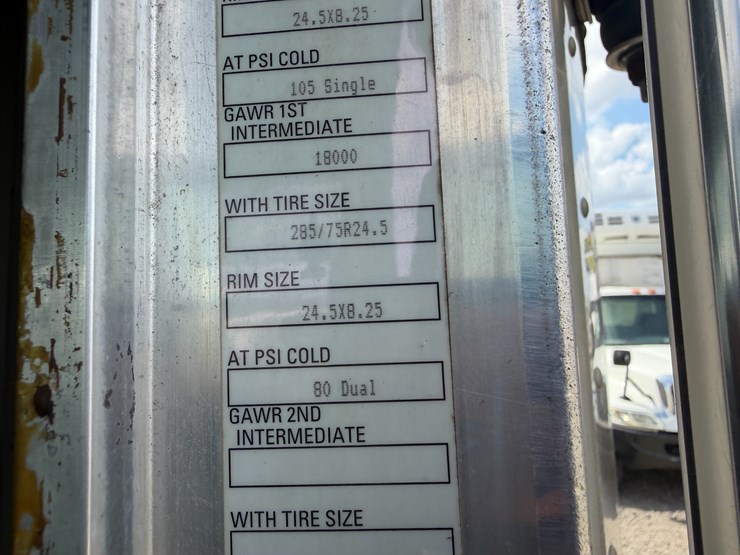 24.5X8.25
AT PSI COLD
105 Single
GAWR 1ST
INTERMEDIATE
18000
WITH TIRE SIZE
285/75R24.5
RIM SIZE
24.5X8.25
AT PSI COLD
80 Dual
GAWR 2ND
INTERMEDIATE
WITH TIRE SIZE